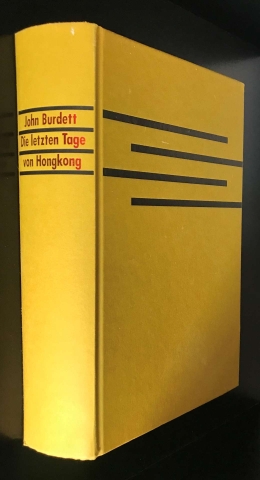 John Burdett
Die letzten Tage
von Hongkong